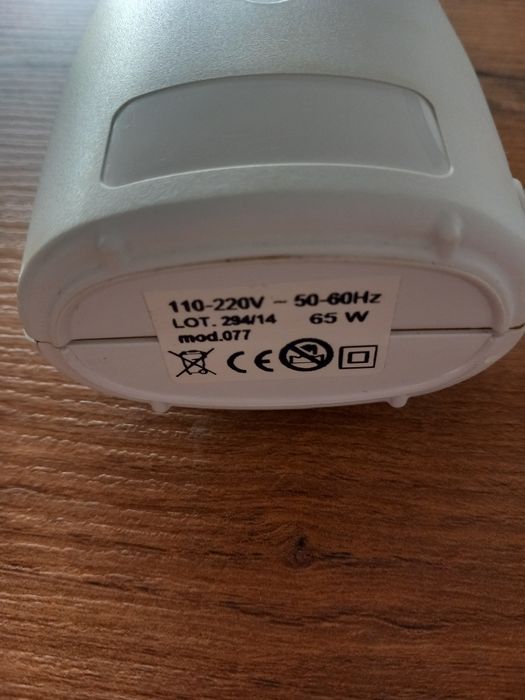 110-220V ~ 50-60Hz
LOT. 294/14 65 W
mod.077
CE